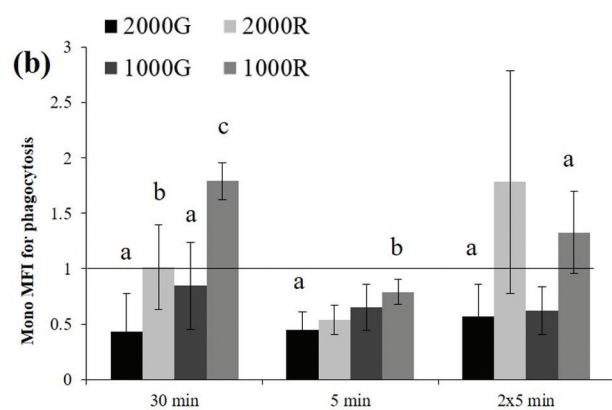 (b)
2000G 2000R
1000G 1000R
Mono MFI for phagocytosis
3
2.5
2
1.5
1
0.5
0
a b a c
a b
a a
30 min 5 min 2x5 min